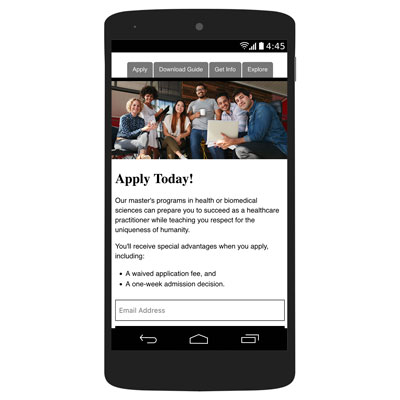 4:45
Apply Download Guide Get Info Explore
Apply Today!
Our master's programs in health or biomedical
sciences can prepare you to succeed as a healthcare
practitioner while teaching you respect for the
uniqueness of humanity.
You'll receive special advantages when you apply,
including:
• A waived application fee, and
• A one-week admission decision.
Email Address